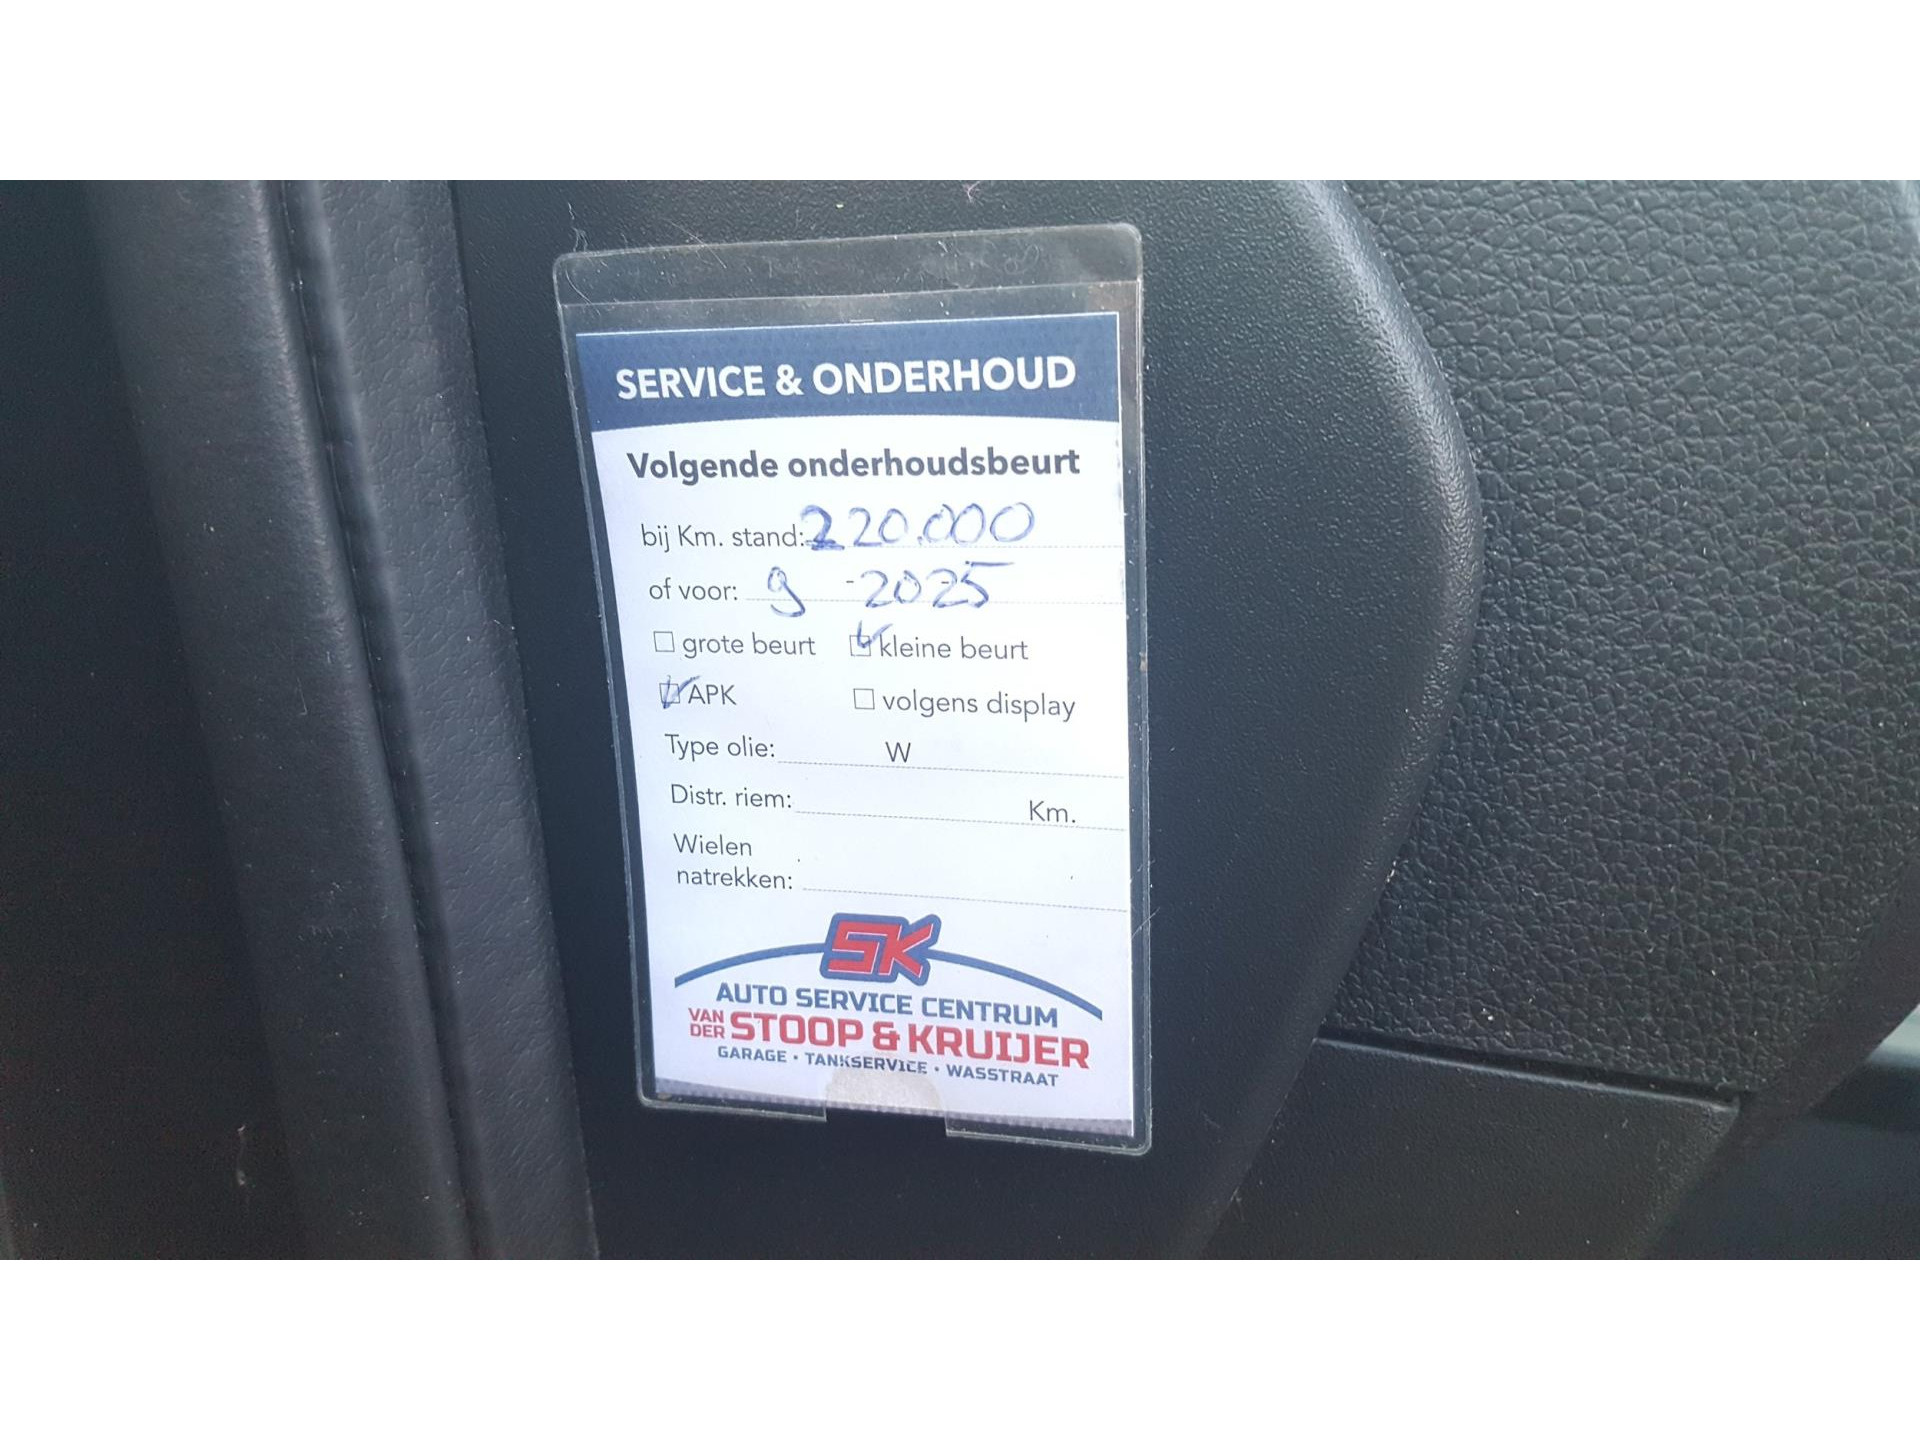 SERVICE & ONDERHOUD
Volgende onderhoudsbeurt
bij Km. stand: 220.000
of voor: 9 - 2025
grote beurt kleine beurt
APK volgens display
Type olie: W
Distr. riem: Km.
Wielen
natrekken:
SK
AUTO SERVICE CENTRUM
VAN DER STOOP & KRUIJER
GARAGE • TANKSERVICE • WASSTRAAT